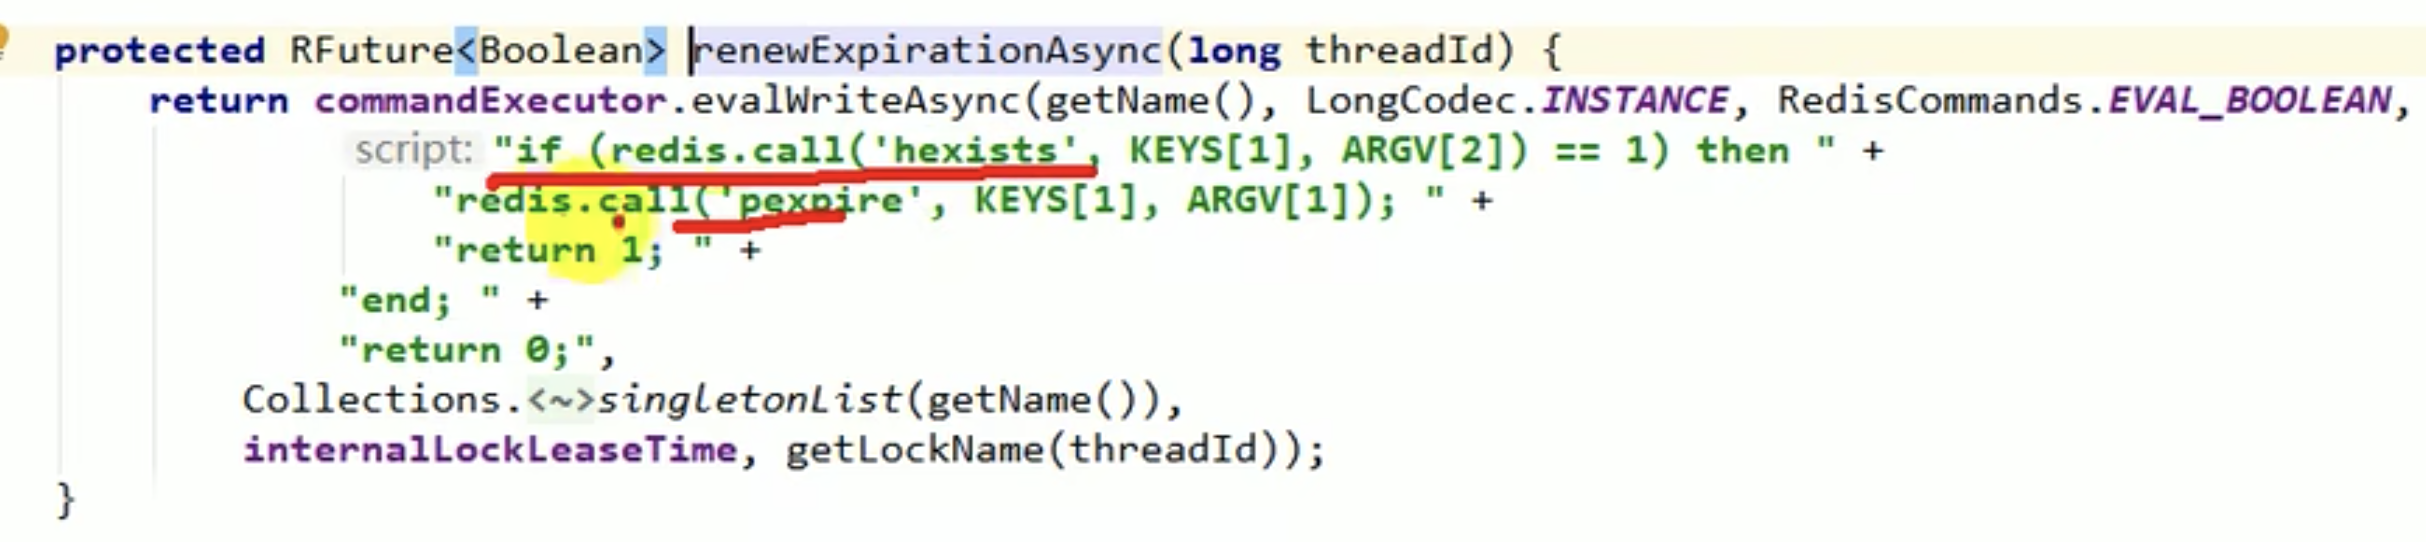 protected RFuture<Boolean> renewExpirationAsync(long threadId) {
return commandExecutor.evalWriteAsync(getName(), LongCodec.INSTANCE, RedisCommands.EVAL_BOOLEAN,
script: "if (redis.call('hexists', KEYS[1], ARGV[2]) == 1) then " +
"redis.call('pexpire', KEYS[1], ARGV[1]); " +
"return 1; " +
"end; " +
"return 0;",
Collections.<~>singletonList(getName()),
internalLockLeaseTime, getLockName(threadId));
}